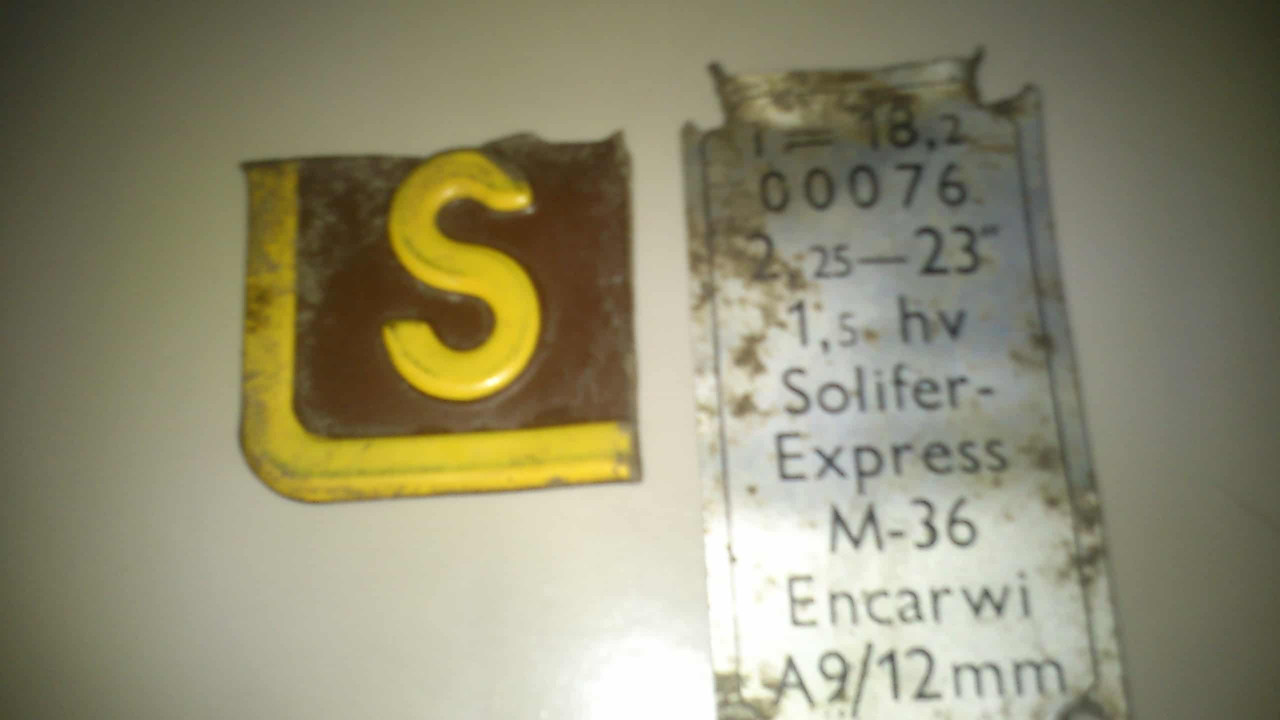 S
i = 18,2
00076
2,25—23"
1,5 hv
Solifer-
Express
M-36
Encarwi
A9/12mm